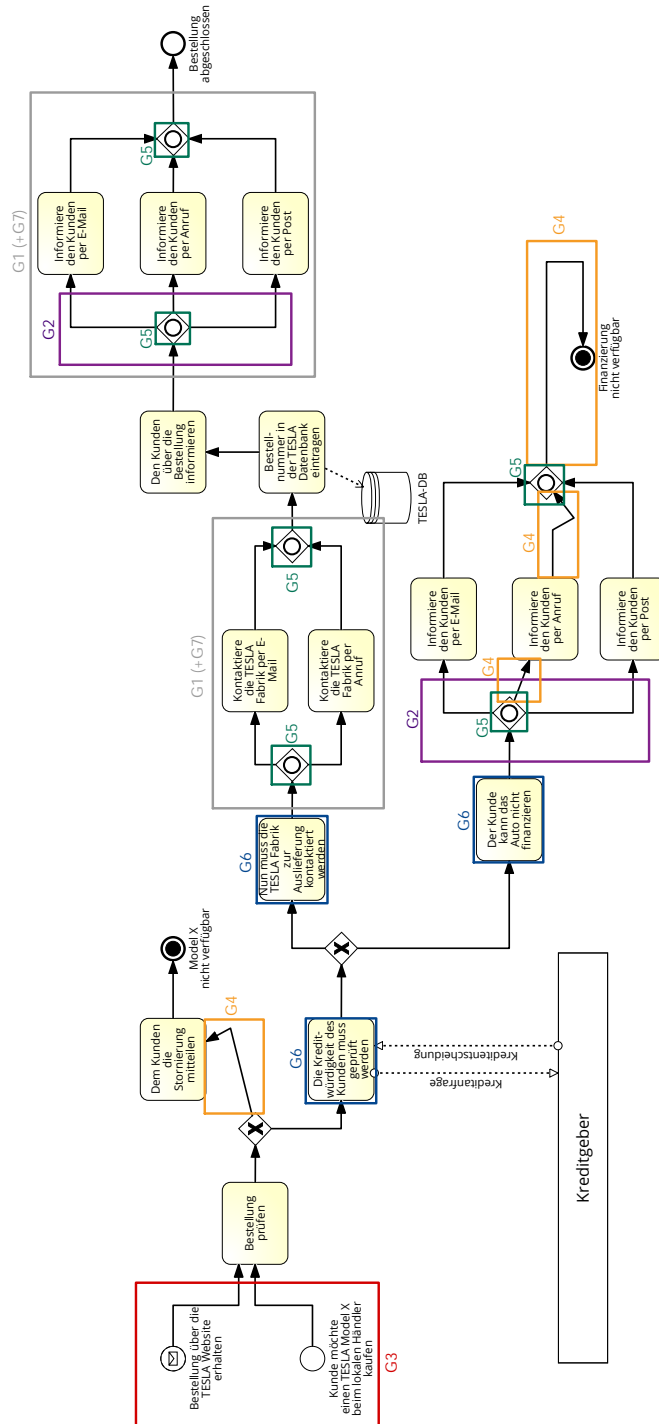 G3
Bestellung über die
TESLA Website
erhalten
Kunde möchte
einen TESLA Model X
beim lokalen Händler
kaufen
Bestellung
prüfen
G4
Dem Kunden
die
Stornierung
mitteilen
Model X
nicht verfügbar
G6
Die Kredit-
würdigkeit des
Kunden muss
geprüft
werden
Kreditanfrage
Kreditentscheidung
Kreditgeber
G6
Nun muss die
TESLA Fabrik
zur
Auslieferung
kontaktiert
werden
G1 (+G7)
G5
Kontaktiere
die TESLA
Fabrik per E-
Mail
Kontaktiere
die TESLA
Fabrik per
Anruf
G5
Bestell-
nummer in
der TESLA
Datenbank
eintragen
TESLA-DB
Den Kunden
über die
Bestellung
informieren
G1 (+G7)
G2
G5
Informiere
den Kunden
per E-Mail
Informiere
den Kunden
per Anruf
Informiere
den Kunden
per Post
G5
Bestellung
abgeschlossen
G6
Der Kunde
kann das
Auto nicht
finanzieren
G2
G5
G4
Informiere
den Kunden
per E-Mail
Informiere
den Kunden
per Anruf
Informiere
den Kunden
per Post
G4
G5
G4
Finanzierung
nicht verfügbar